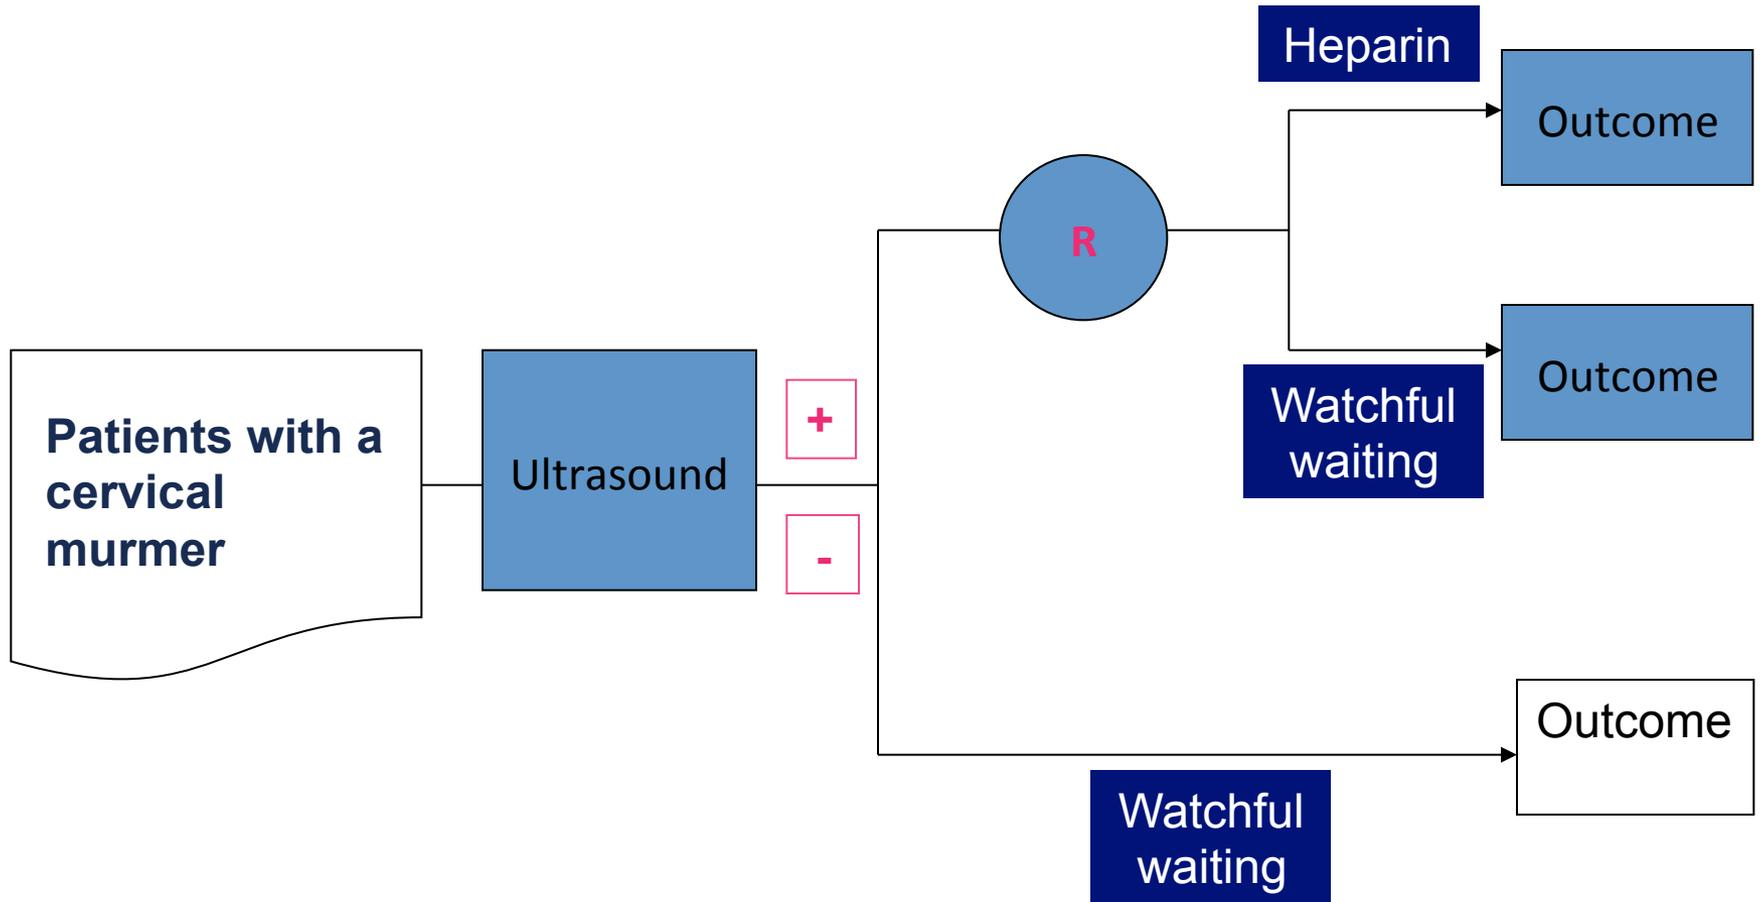 Heparin
Outcome
R
Outcome
Watchful
waiting
Patients with a
cervical
murmer
Ultrasound
+
-
Outcome
Watchful
waiting